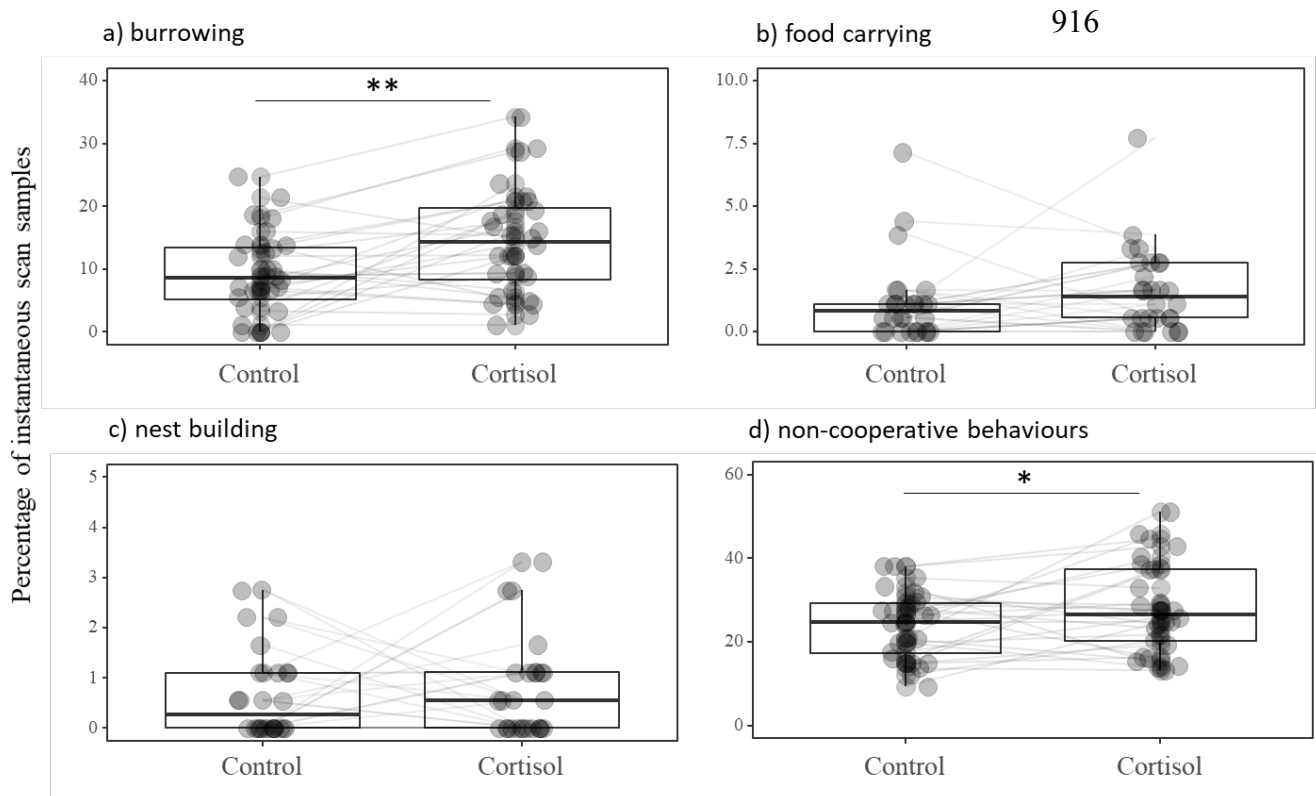 916
a) burrowing
b) food carrying
Percentage of instantaneous scan samples
40
30
20
10
0
**
Control
Cortisol
10.0
7.5
5.0
2.5
0.0
Control
Cortisol
c) nest building
d) non-cooperative behaviours
5
4
3
2
1
0
Control
Cortisol
60
40
20
0
*
Control
Cortisol